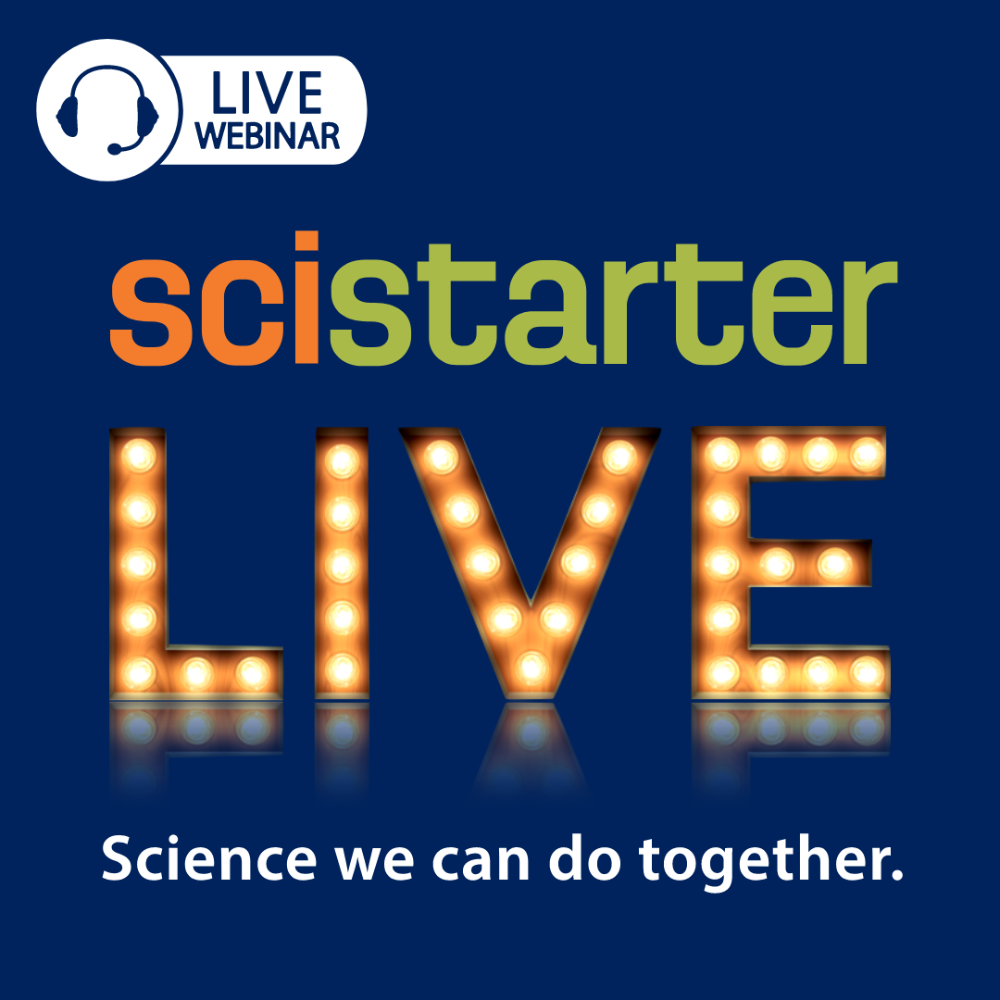 LIVE
WEBINAR
scistarter
LIVE
Science we can do together.